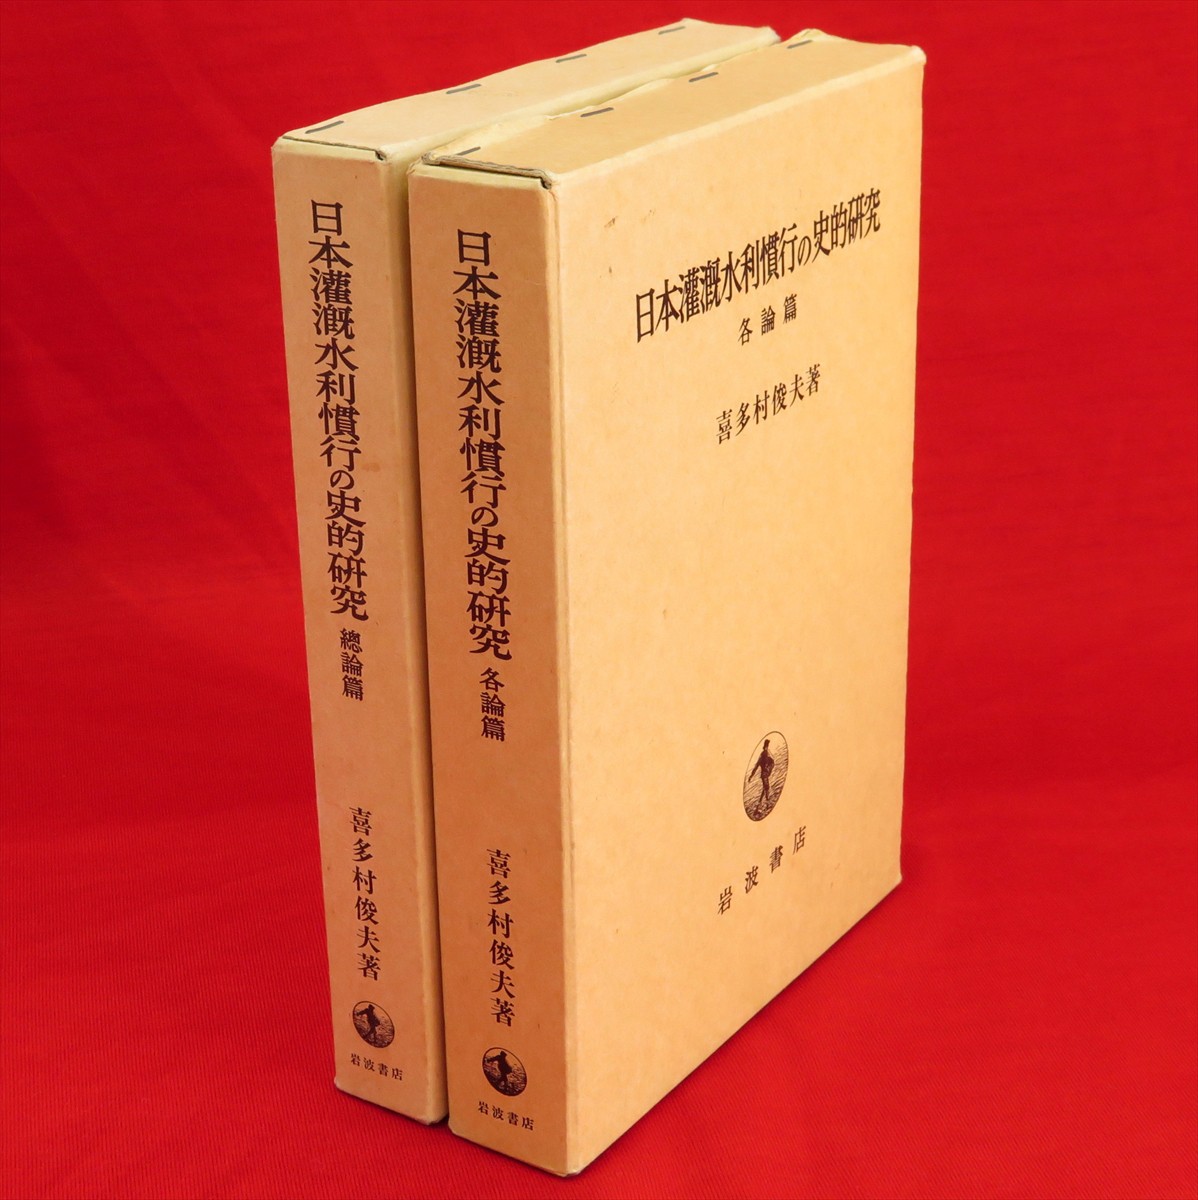 日本灌漑水利慣行の史的研究
總論篇
喜多村俊夫著
岩波書店
日本灌漑水利慣行の史的研究
各論篇
喜多村俊夫著
岩波書店
日本灌漑水利慣行の史的研究
各論篇
喜多村俊夫著
岩波書店